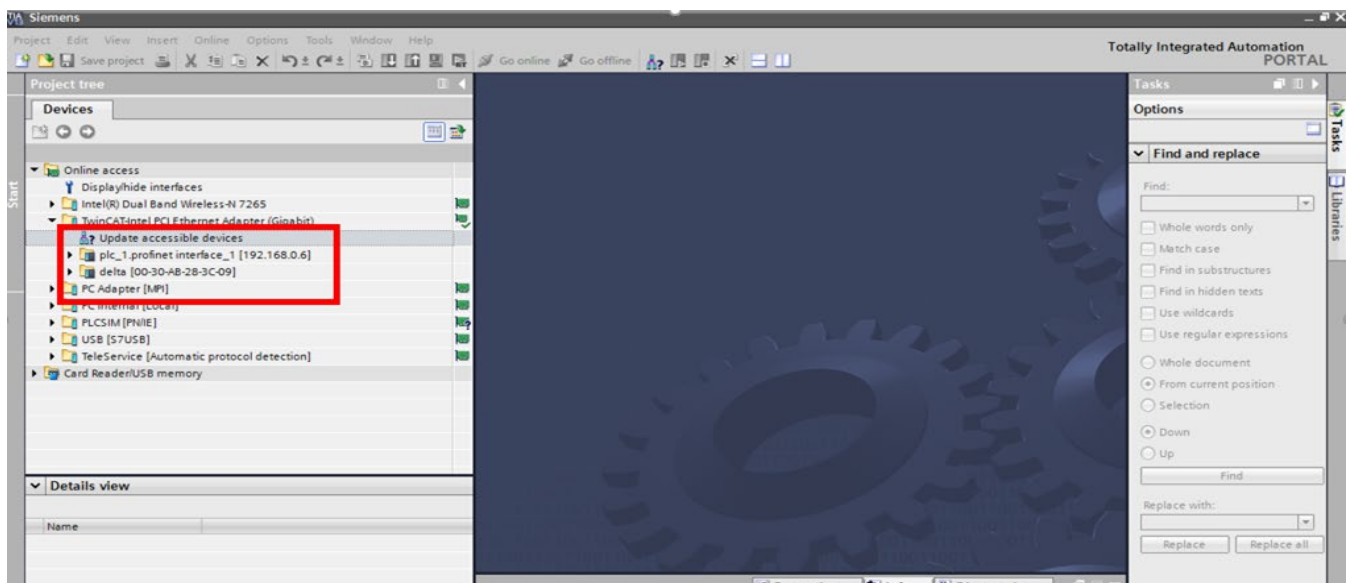 Siemens
Project Edit View Insert Online Options Tools Window Help
Totally Integrated Automation
PORTAL
Save project Go online Go offline
Project tree
Devices
Start
Online access
Display/hide interfaces
Intel(R) Dual Band Wireless-N 7265
TwinCAT-Intel PCI Ethernet Adapter (Gigabit)
Update accessible devices
plc_1.profinet interface_1 [192.168.0.6]
delta [00-30-AB-28-3C-09]
PC Adapter [MPI]
PC internal [Local]
PLCSIM [PN/IE]
USB [S7USB]
TeleService [Automatic protocol detection]
Card Reader/USB memory
Details view
Name
Tasks
Options
Find and replace
Find:
Whole words only
Match case
Find in substructures
Find in hidden texts
Use wildcards
Use regular expressions
Whole document
From current position
Selection
Down
Up
Find
Replace with:
Replace Replace all
Tasks
Libraries